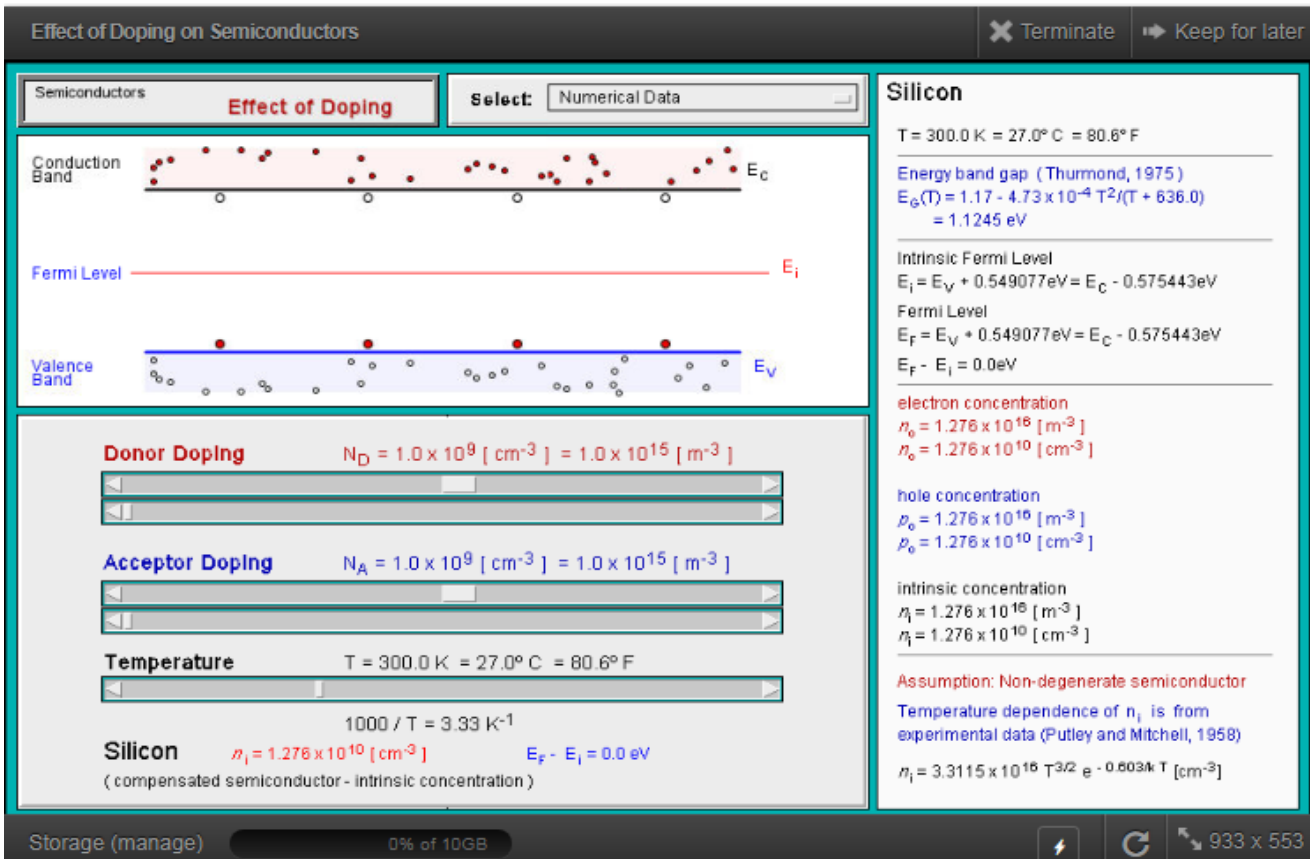 Effect of Doping on Semiconductors
Terminate
Keep for later
Semiconductors
Effect of Doping
Select: Numerical Data
Conduction
Band
E_C
Fermi Level
E_i
Valence
Band
E_V
Donor Doping N_D = 1.0 x 10^9 [ cm^-3 ] = 1.0 x 10^15 [ m^-3 ]
Acceptor Doping N_A = 1.0 x 10^9 [ cm^-3 ] = 1.0 x 10^15 [ m^-3 ]
Temperature T = 300.0 K = 27.0º C = 80.6º F
1000 / T = 3.33 K^-1
Silicon n_i = 1.276 x 10^10 [ cm^-3 ] E_F - E_i = 0.0 eV
( compensated semiconductor - intrinsic concentration )
Silicon
T = 300.0 K = 27.0º C = 80.6º F
Energy band gap ( Thurmond, 1975 )
E_G(T) = 1.17 - 4.73 x 10^-4 T^2/(T + 636.0)
= 1.1245 eV
Intrinsic Fermi Level
E_i = E_V + 0.549077eV = E_C - 0.575443eV
Fermi Level
E_F = E_V + 0.549077eV = E_C - 0.575443eV
E_F - E_i = 0.0eV
electron concentration
n_o = 1.276 x 10^16 [ m^-3 ]
n_o = 1.276 x 10^10 [ cm^-3 ]
hole concentration
p_o = 1.276 x 10^16 [ m^-3 ]
p_o = 1.276 x 10^10 [ cm^-3 ]
intrinsic concentration
n_i = 1.276 x 10^16 [ m^-3 ]
n_i = 1.276 x 10^10 [ cm^-3 ]
Assumption: Non-degenerate semiconductor
Temperature dependence of n_i is from
experimental data (Putley and Mitchell, 1958)
n_i = 3.3115 x 10^16 T^3/2 e^- 0.603/k T [cm^-3]
Storage (manage)
0% of 10GB
933 x 553